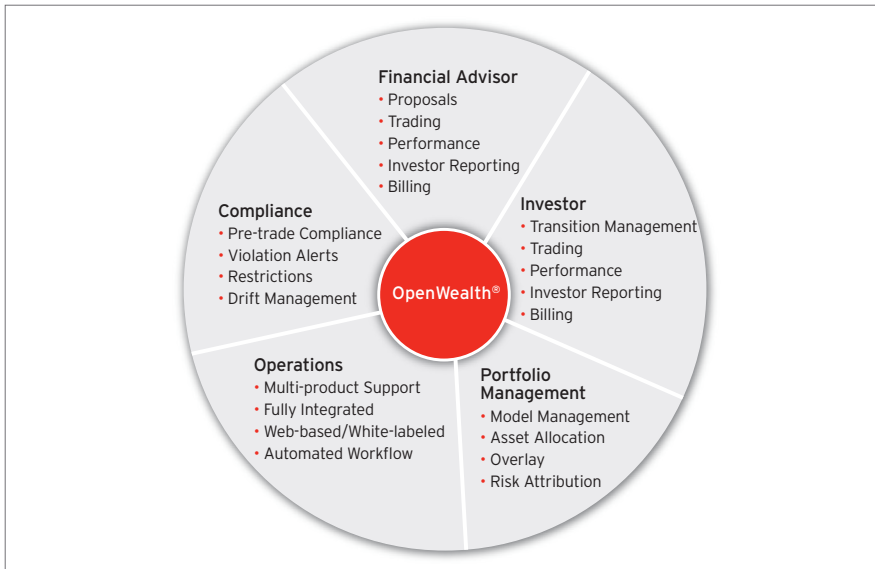 Financial Advisor
• Proposals
• Trading
• Performance
• Investor Reporting
• Billing
Investor
• Transition Management
• Trading
• Performance
• Investor Reporting
• Billing
Portfolio
Management
• Model Management
• Asset Allocation
• Overlay
• Risk Attribution
Operations
• Multi-product Support
• Fully Integrated
• Web-based/White-labeled
• Automated Workflow
Compliance
• Pre-trade Compliance
• Violation Alerts
• Restrictions
• Drift Management
OpenWealth®